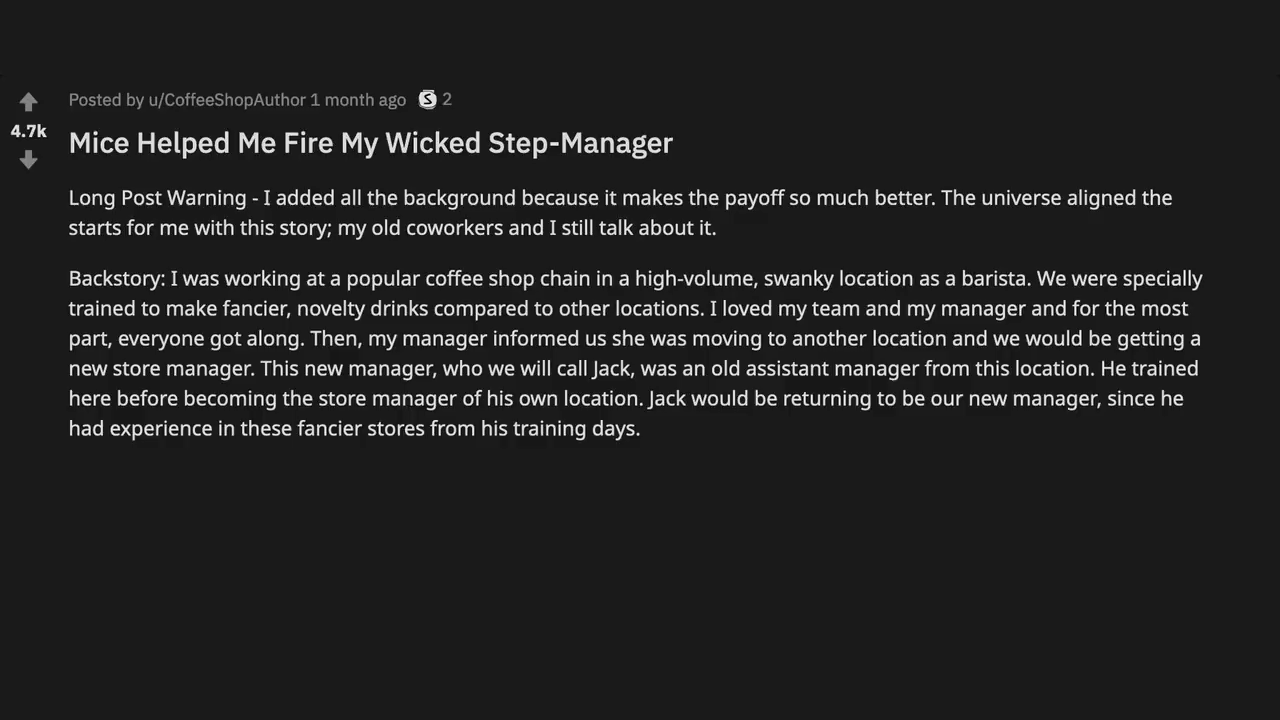 Posted by u/CoffeeShopAuthor 1 month ago S 2
4.7k
Mice Helped Me Fire My Wicked Step-Manager
Long Post Warning - I added all the background because it makes the payoff so much better. The universe aligned the
starts for me with this story; my old coworkers and I still talk about it.
Backstory: I was working at a popular coffee shop chain in a high-volume, swanky location as a barista. We were specially
trained to make fancier, novelty drinks compared to other locations. I loved my team and my manager and for the most
part, everyone got along. Then, my manager informed us she was moving to another location and we would be getting a
new store manager. This new manager, who we will call Jack, was an old assistant manager from this location. He trained
here before becoming the store manager of his own location. Jack would be returning to be our new manager, since he
had experience in these fancier stores from his training days.